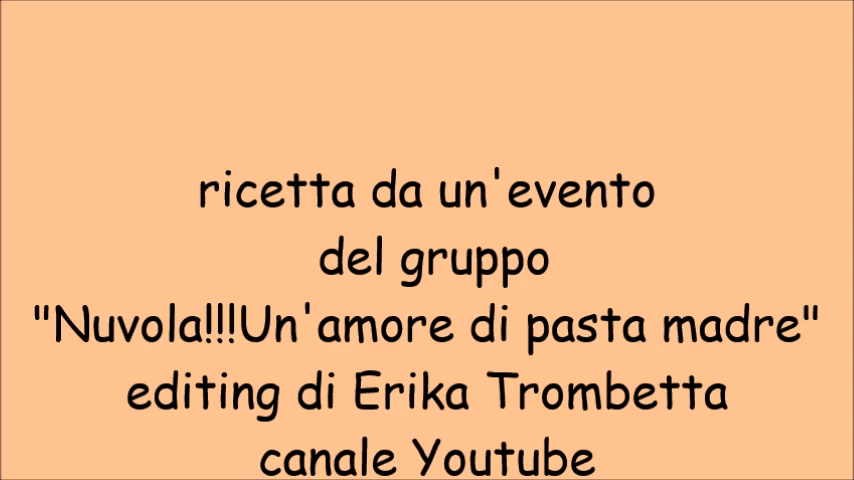 ricetta da un'evento
del gruppo
"Nuvola!!!Un'amore di pasta madre"
editing di Erika Trombetta
canale Youtube